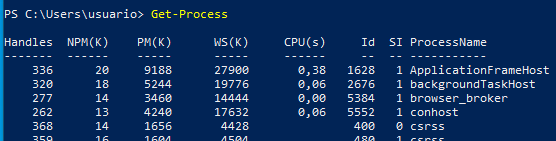 PS C:\Users\usuario> Get-Process
Handles NPM(K) PM(K) WS(K) CPU(s) Id SI ProcessName
------- ------ ----- ----- ------ -- -- -----------
336 20 9188 27900 0,38 1628 1 ApplicationFrameHost
320 18 5244 19776 0,06 2676 1 backgroundTaskHost
277 14 3460 14444 0,00 5384 1 browser_broker
262 13 4240 17632 0,06 5552 1 conhost
368 14 1656 4428 400 0 csrss
359 16 1604 4504 480 1 csrss